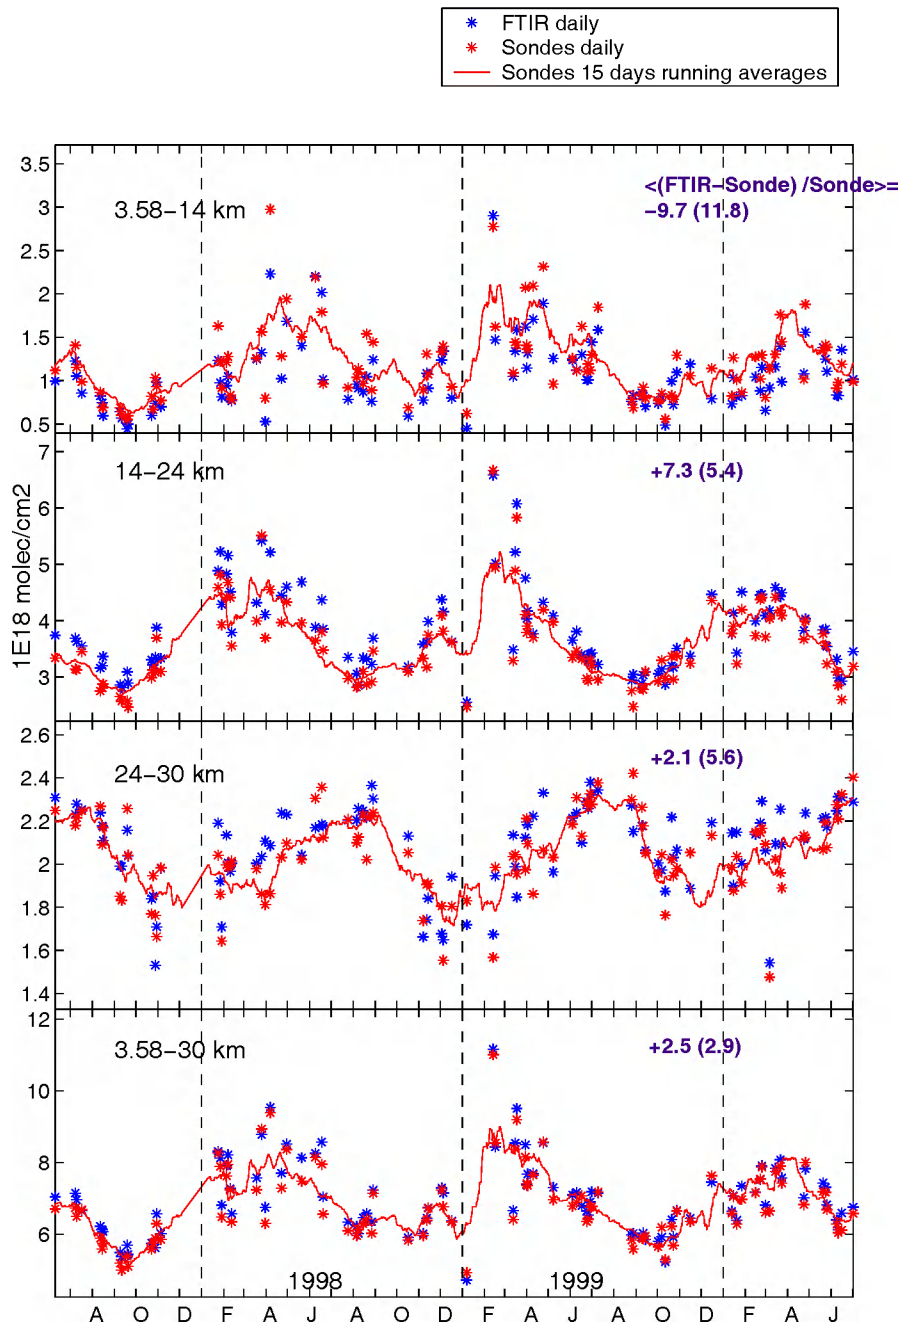 FTIR daily
Sondes daily
Sondes 15 days running averages
3.5
3
2.5
2
1.5
1
0.5
3.58−14 km
<(FTIR−Sonde) /Sonde>=
−9.7 (11.8)
7
6
5
4
3
14−24 km
+7.3 (5.4)
1E18 molec/cm2
2.6
2.4
2.2
2
1.8
1.6
1.4
24−30 km
+2.1 (5.6)
12
10
8
6
3.58−30 km
+2.5 (2.9)
1998
1999
A O D F A J A O D F A J A O D F A J